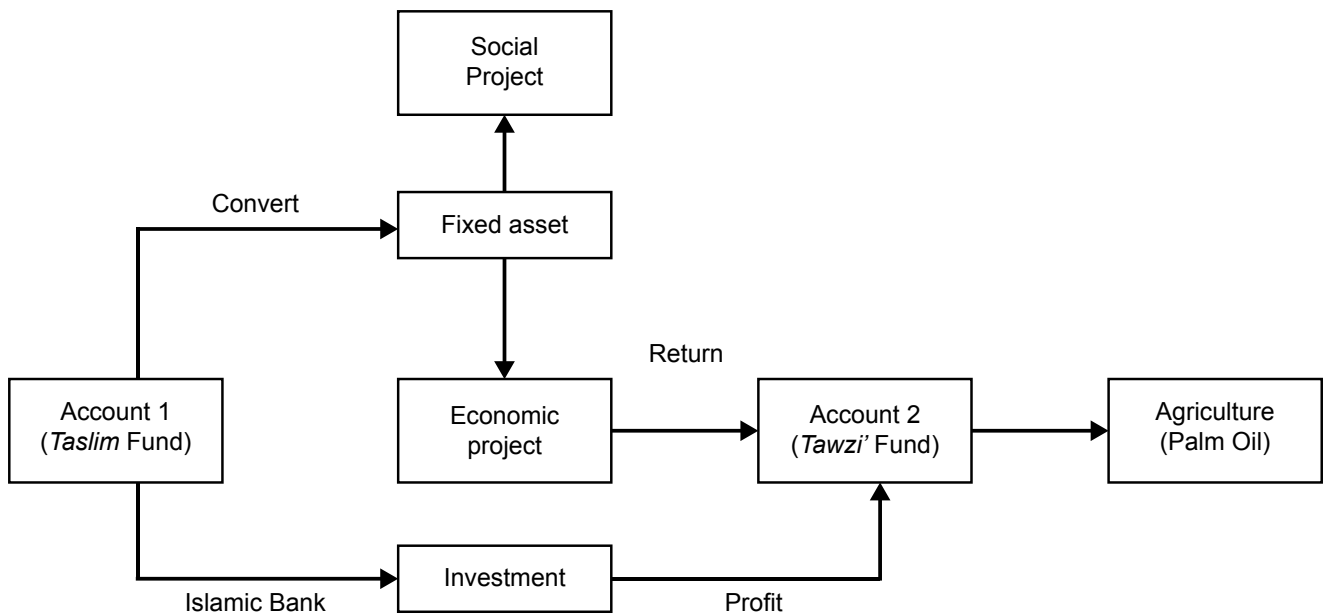 Social
Project
Convert
Fixed asset
Return
Account 1
(Taslim Fund)
Economic
project
Account 2
(Tawzi’ Fund)
Agriculture
(Palm Oil)
Investment
Islamic Bank
Profit